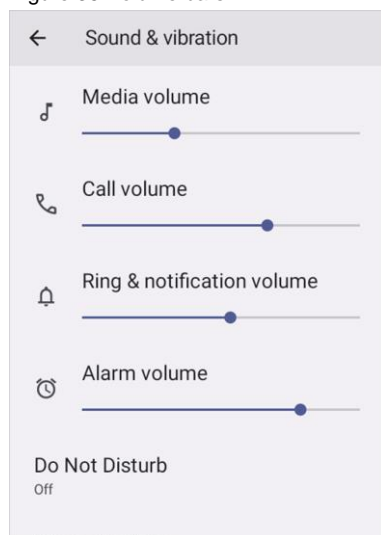 Sound & vibration
Media volume
Call volume
Ring & notification volume
Alarm volume
Do Not Disturb
Off